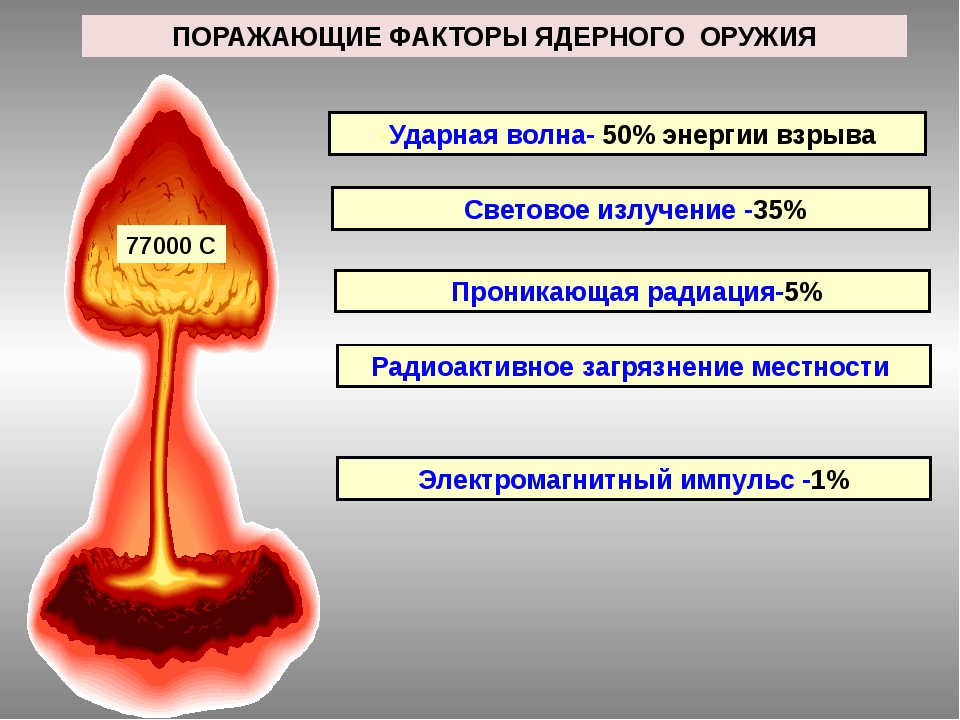 ПОРАЖАЮЩИЕ ФАКТОРЫ ЯДЕРНОГО ОРУЖИЯ
Ударная волна- 50% энергии взрыва
Световое излучение -35%
77000 С
Проникающая радиация-5%
Радиоактивное загрязнение местности
Электромагнитный импульс -1%